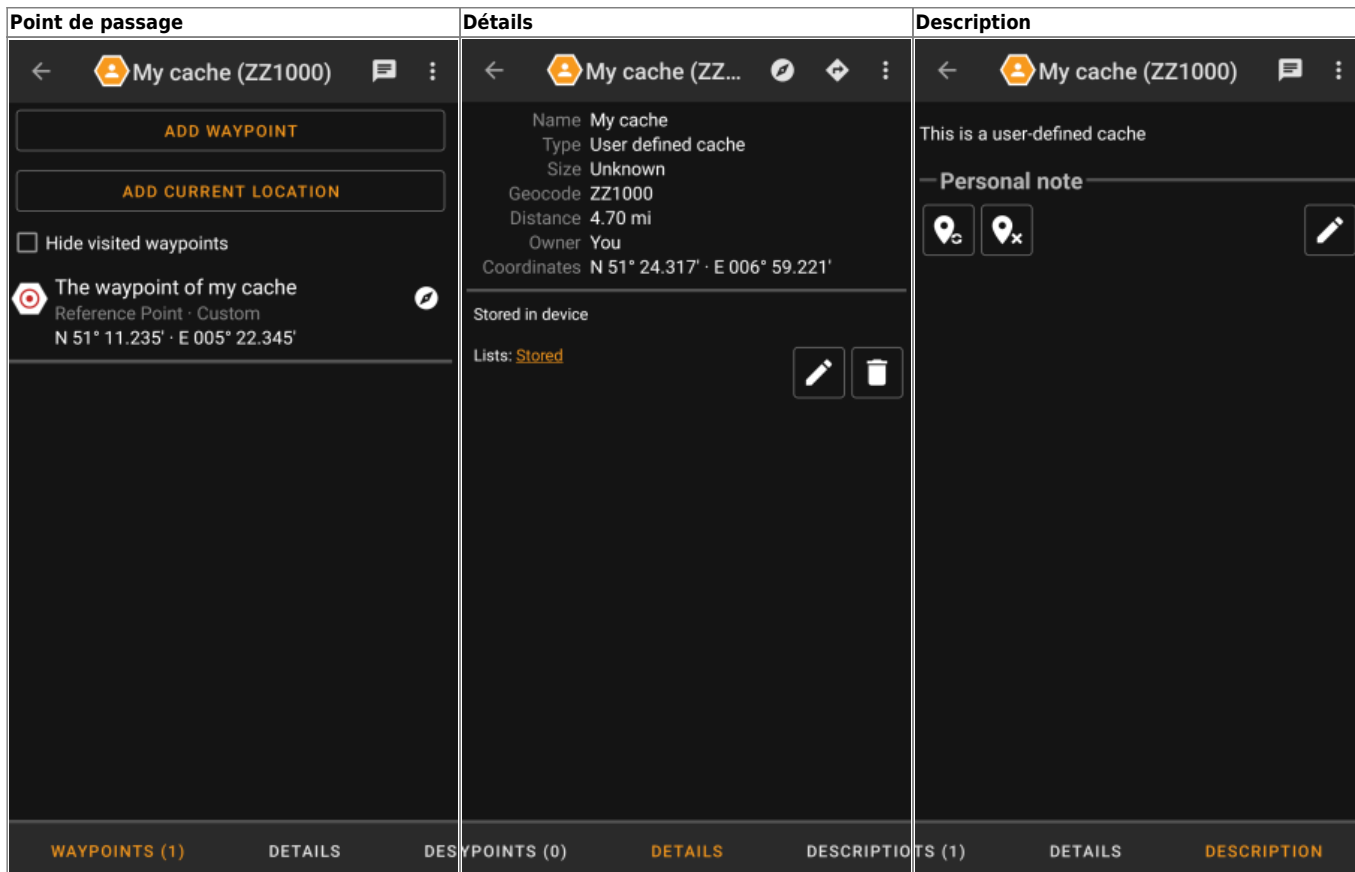 Point de passage
My cache (ZZ1000)
ADD WAYPOINT
ADD CURRENT LOCATION
Hide visited waypoints
The waypoint of my cache
Reference Point · Custom
N 51° 11.235' · E 005° 22.345'
WAYPOINTS (1) DETAILS DES
Détails
My cache (ZZ...
Name My cache
Type User defined cache
Size Unknown
Geocode ZZ1000
Distance 4.70 mi
Owner You
Coordinates N 51° 24.317' · E 006° 59.221'
Stored in device
Lists: Stored
YPOINTS (0) DETAILS DESCRIPTIO
Description
My cache (ZZ1000)
This is a user-defined cache
Personal note
TS (1) DETAILS DESCRIPTION